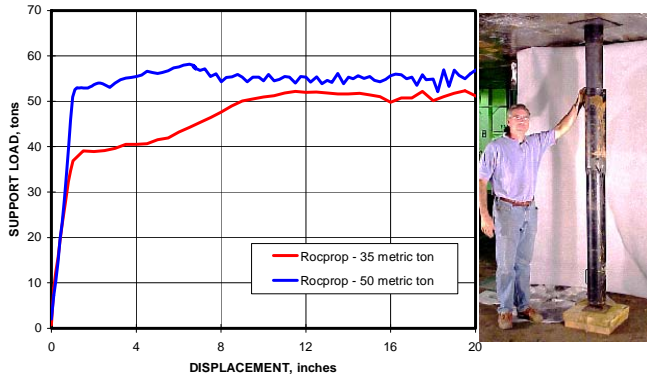 70
60
50
40
30
20
10
0
SUPPORT LOAD, tons
Rocprop - 35 metric ton
Rocprop - 50 metric ton
0 4 8 12 16 20
DISPLACEMENT, inches